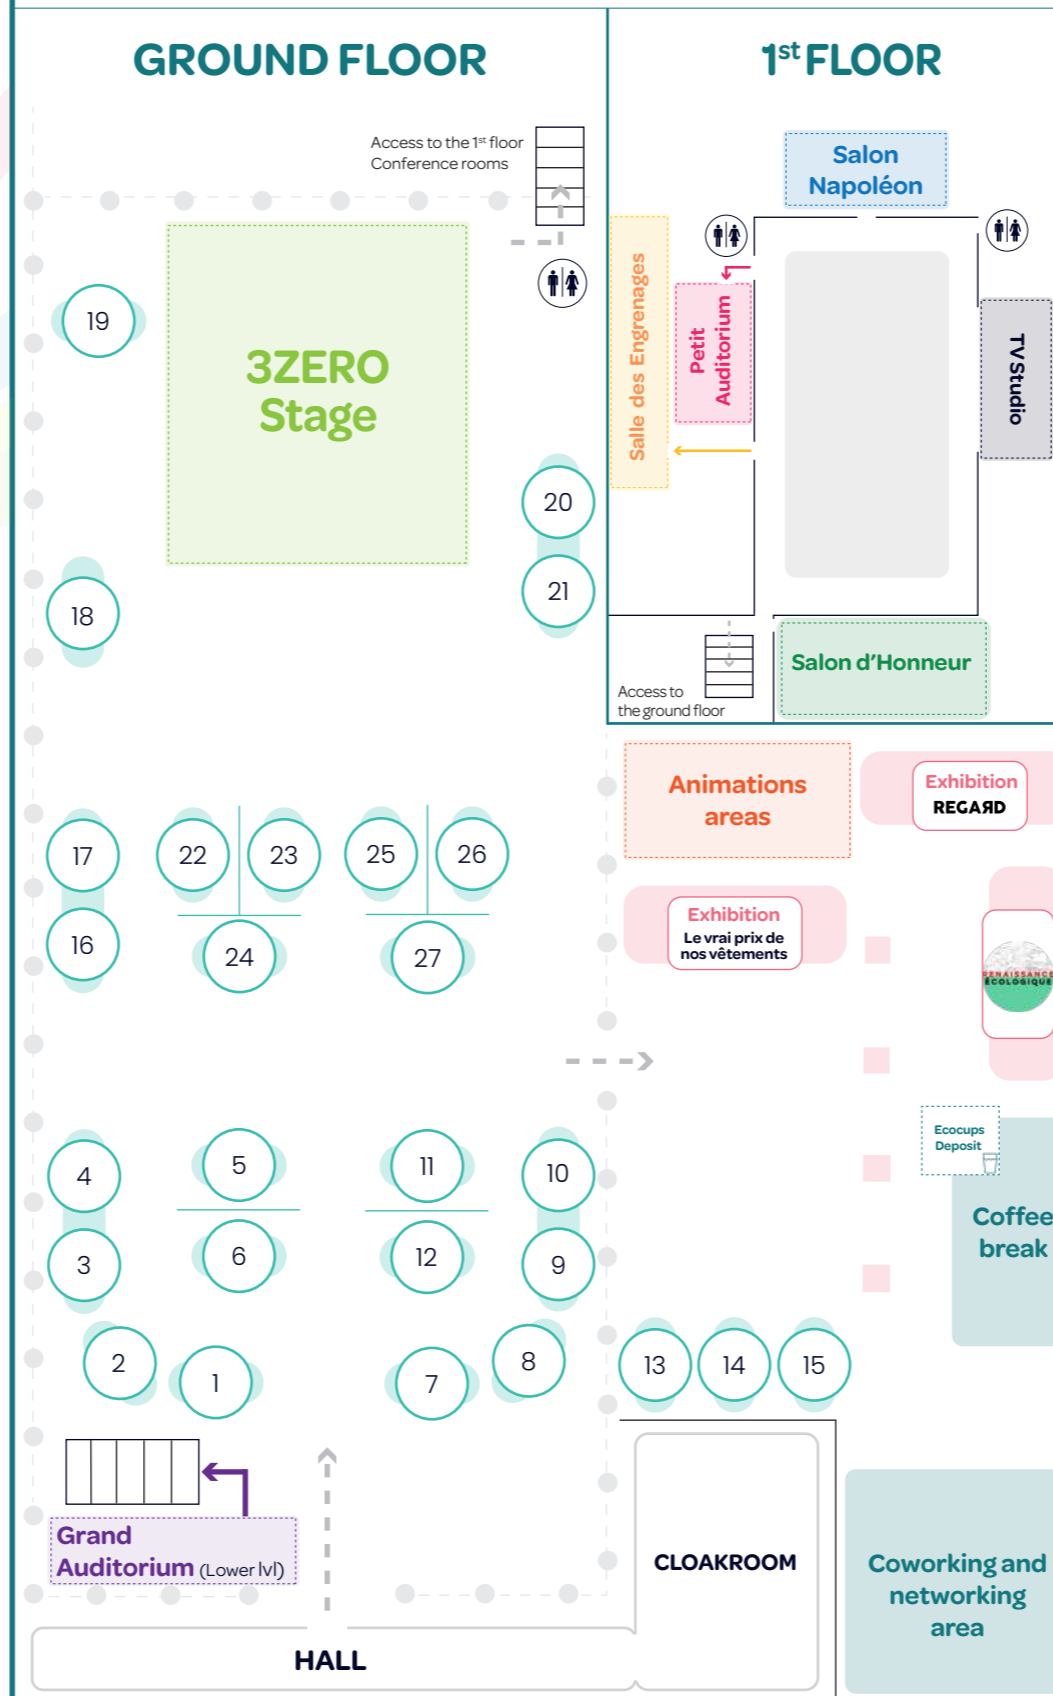 GROUND FLOOR
1st FLOOR
Access to the 1st floor
Conference rooms
Salon
Napoléon
Salle des Engrenages
Petit
Auditorium
TV Studio
19
3ZERO
Stage
20
21
18
Salon d'Honneur
Access to
the ground floor
Animations
areas
Exhibition
REGARD
17
22
23
25
26
16
24
27
Exhibition
Le vrai prix de
nos vêtements
RENAISSANCE
ÉCOLOGIQUE
Ecocups
Deposit
4
5
11
10
Coffee
break
3
6
12
9
2
1
7
8
13
14
15
Grand
Auditorium (Lower lvl)
CLOAKROOM
Coworking and
networking
area
HALL